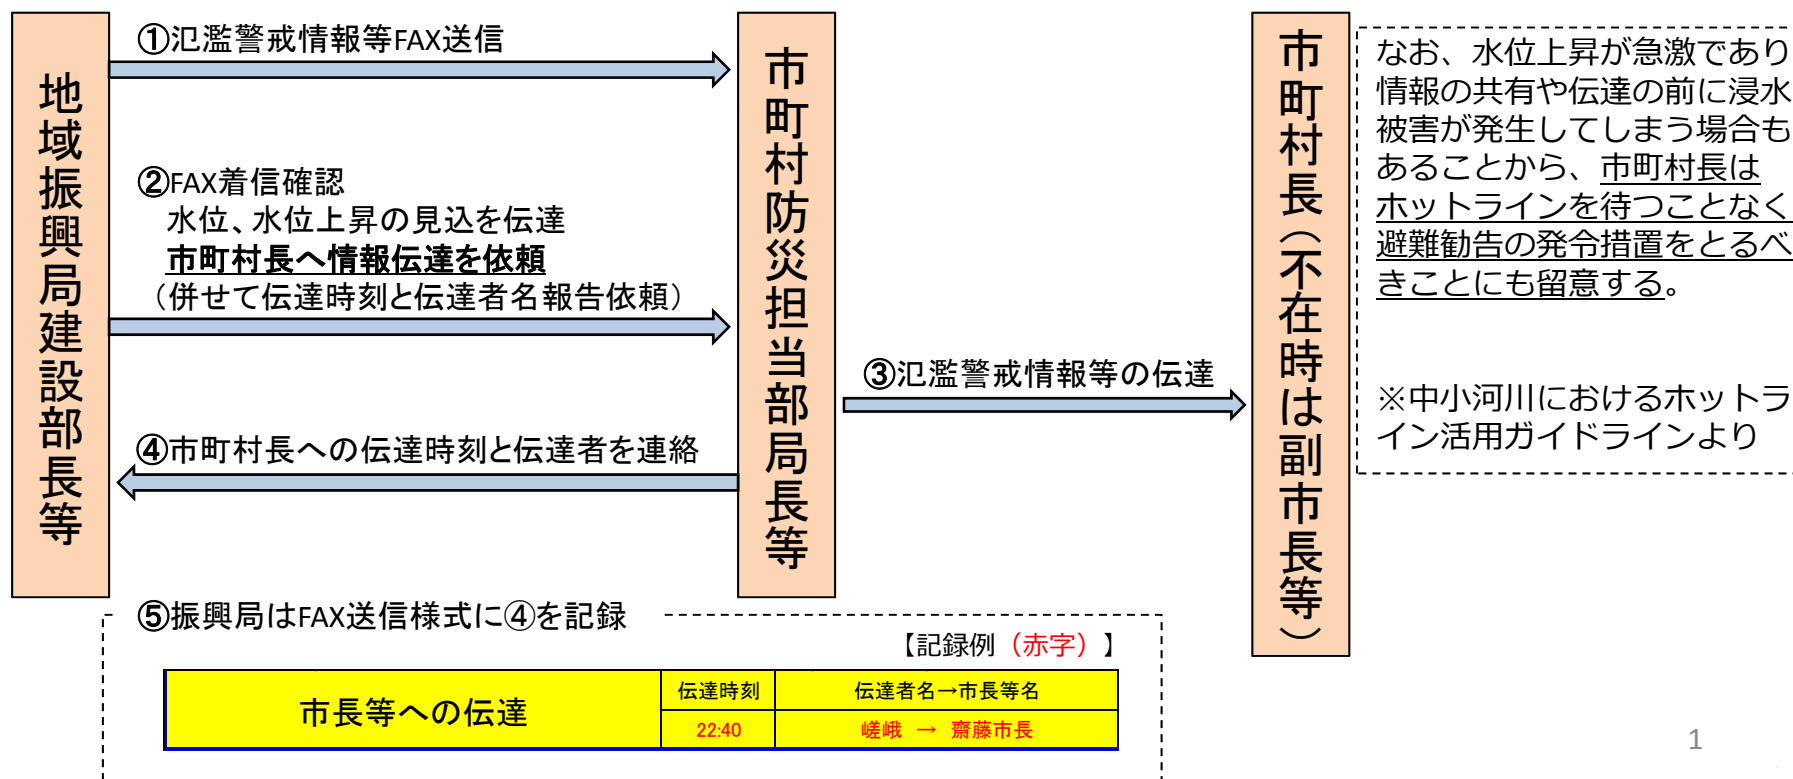 地域振興局建設部長等
①氾濫警戒情報等FAX送信
②FAX着信確認
水位、水位上昇の見込を伝達
市町村長へ情報伝達を依頼
（併せて伝達時刻と伝達者名報告依頼）
④市町村長への伝達時刻と伝達者を連絡
市町村防災担当部局長等
③氾濫警戒情報等の伝達
市町村長（不在時は副市長等）
なお、水位上昇が急激であり
情報の共有や伝達の前に浸水
被害が発生してしまう場合も
あることから、市町村長は
ホットラインを待つことなく
避難勧告の発令措置をとるべ
きことにも留意する。
※中小河川におけるホットラ
イン活用ガイドラインより
⑤振興局はFAX送信様式に④を記録
【記録例（赤字）】
市長等への伝達
伝達時刻
伝達者名→市長等名
22:40
嵯峨 → 齋藤市長
1